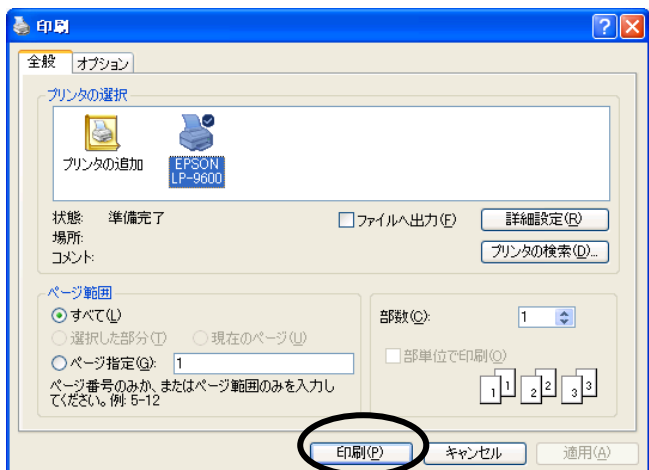 印刷
全般 オプション
プリンタの選択
プリンタの追加
EPSON
LP-9600
状態: 準備完了
場所:
コメント:
ファイルへ出力(F)
詳細設定(R)
プリンタの検索(D)...
ページ範囲
すべて(L)
選択した部分(T) 現在のページ(U)
ページ指定(G): 1
ページ番号のみか、またはページ範囲のみを入力し
てください。例: 5-12
部数(C): 1
部単位で印刷(O)
1 1 2 2 3 3
印刷(P) キャンセル 適用(A)